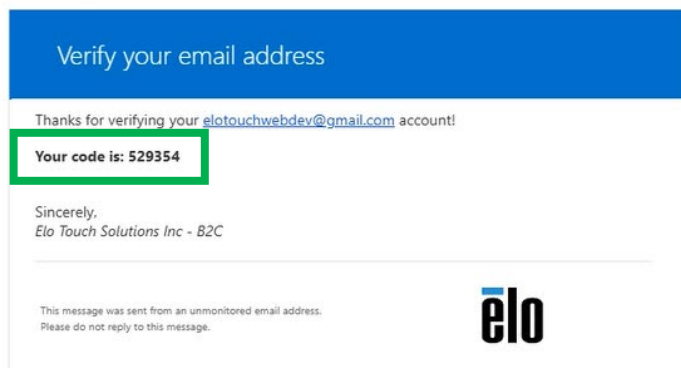 Verify your email address
Thanks for verifying your elotouchwebdev@gmail.com account!
Your code is: 529354
Sincerely,
Elo Touch Solutions Inc - B2C
This message was sent from an unmonitored email address.
Please do not reply to this message.
ēlo